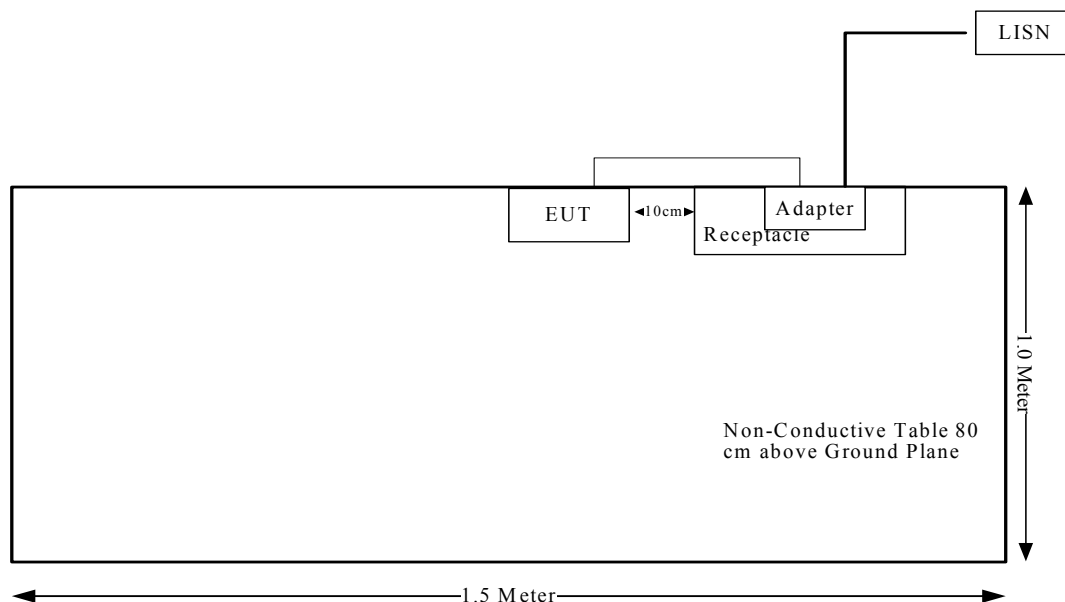 LISN
EUT
10cm
Adapter
Receptacle
1.0 Meter
Non-Conductive Table 80
cm above Ground Plane
1.5 Meter